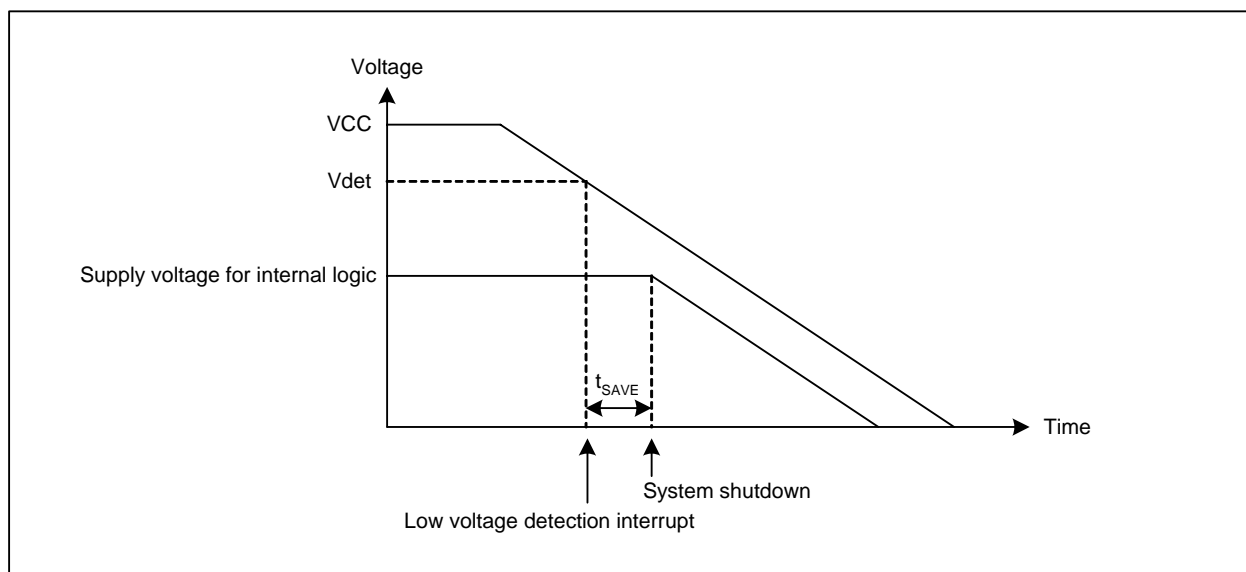 Voltage
VCC
Vdet
Supply voltage for internal logic
tSAVE
Time
System shutdown
Low voltage detection interrupt